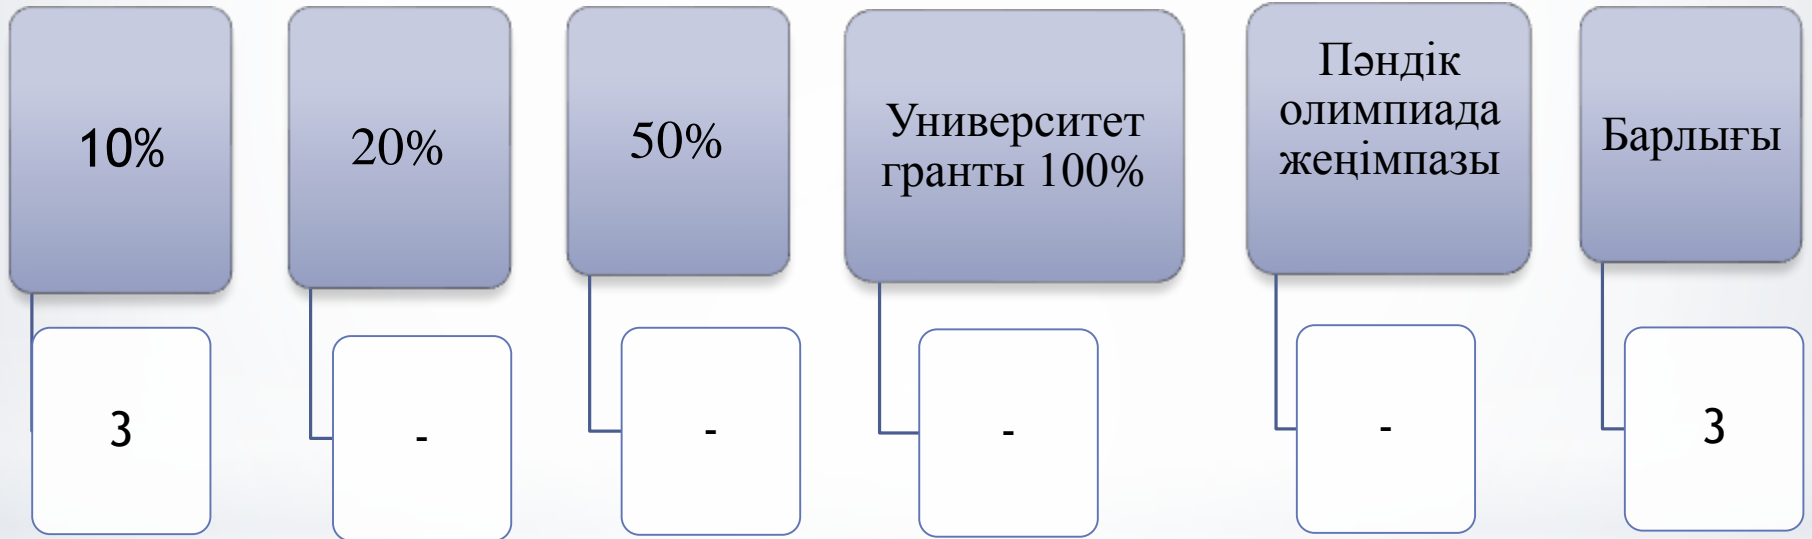 10%
20%
50%
Университет
гранты 100%
Пәндік
олимпиада
жеңімпазы
Барлығы
3
-
-
-
-
3